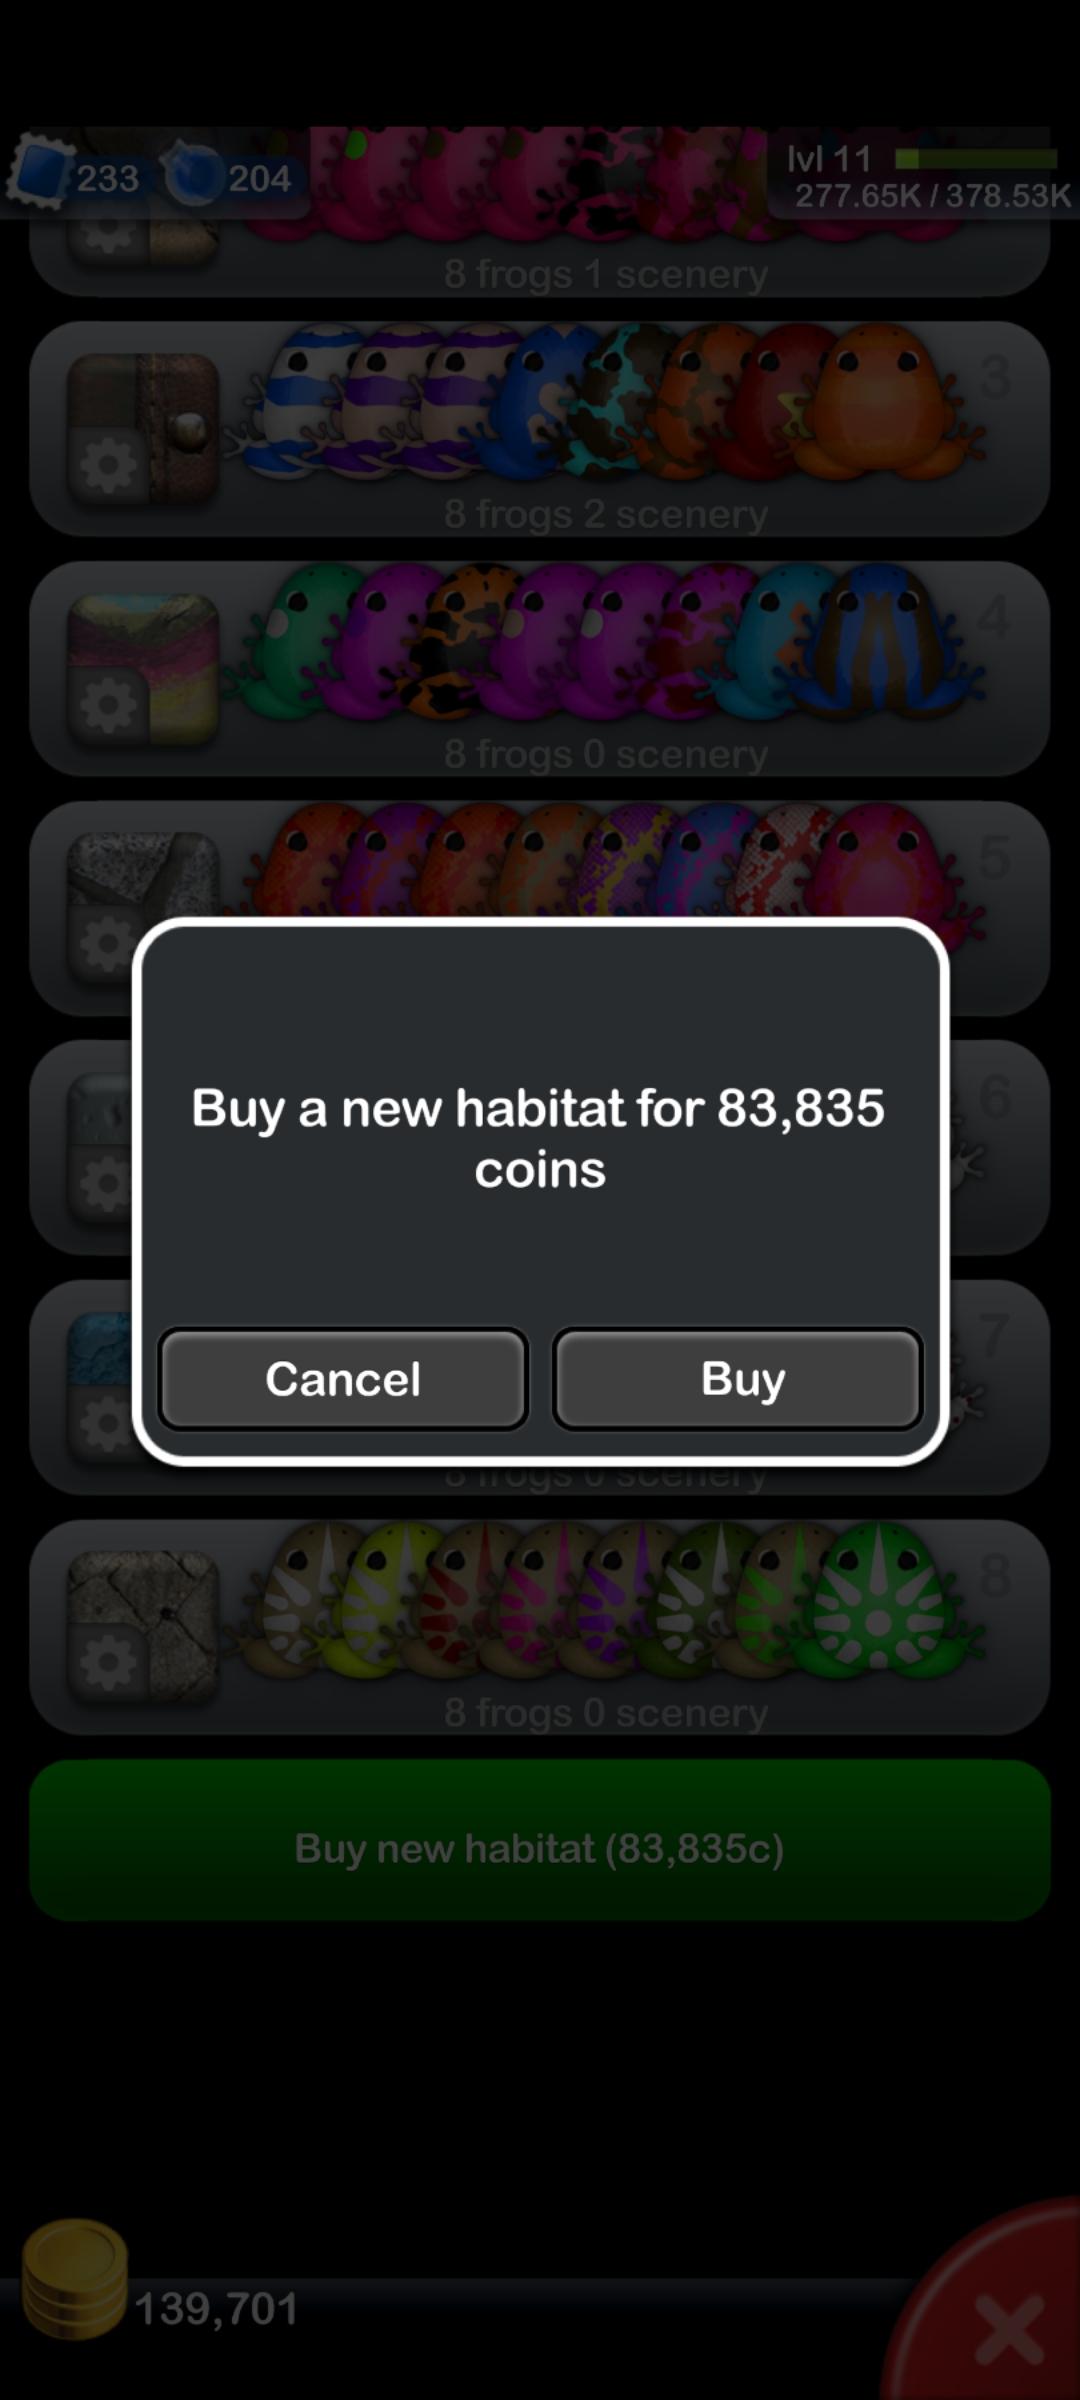 233
204
lvl 11
277.65K / 378.53K
8 frogs 1 scenery
3
8 frogs 2 scenery
4
8 frogs 0 scenery
5
6
Buy a new habitat for 83,835
coins
7
Cancel
Buy
8 frogs 0 scenery
8
8 frogs 0 scenery
Buy new habitat (83,835c)
139,701